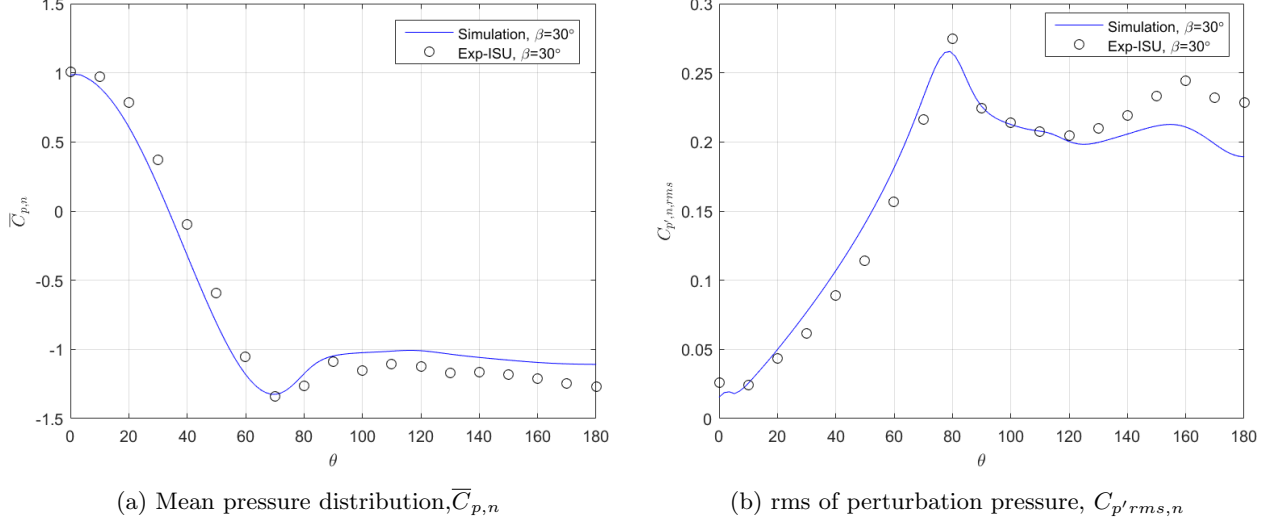 1.5
1
0.5
0
-0.5
-1
-1.5
C̅p,n
0 20 40 60 80 100 120 140 160 180
θ
Simulation, β=30°
Exp-ISU, β=30°
(a) Mean pressure distribution,C̅p,n
0.3
0.25
0.2
0.15
0.1
0.05
0
Cp',n,rms
0 20 40 60 80 100 120 140 160 180
θ
Simulation, β=30°
Exp-ISU, β=30°
(b) rms of perturbation pressure, Cp'rms,n